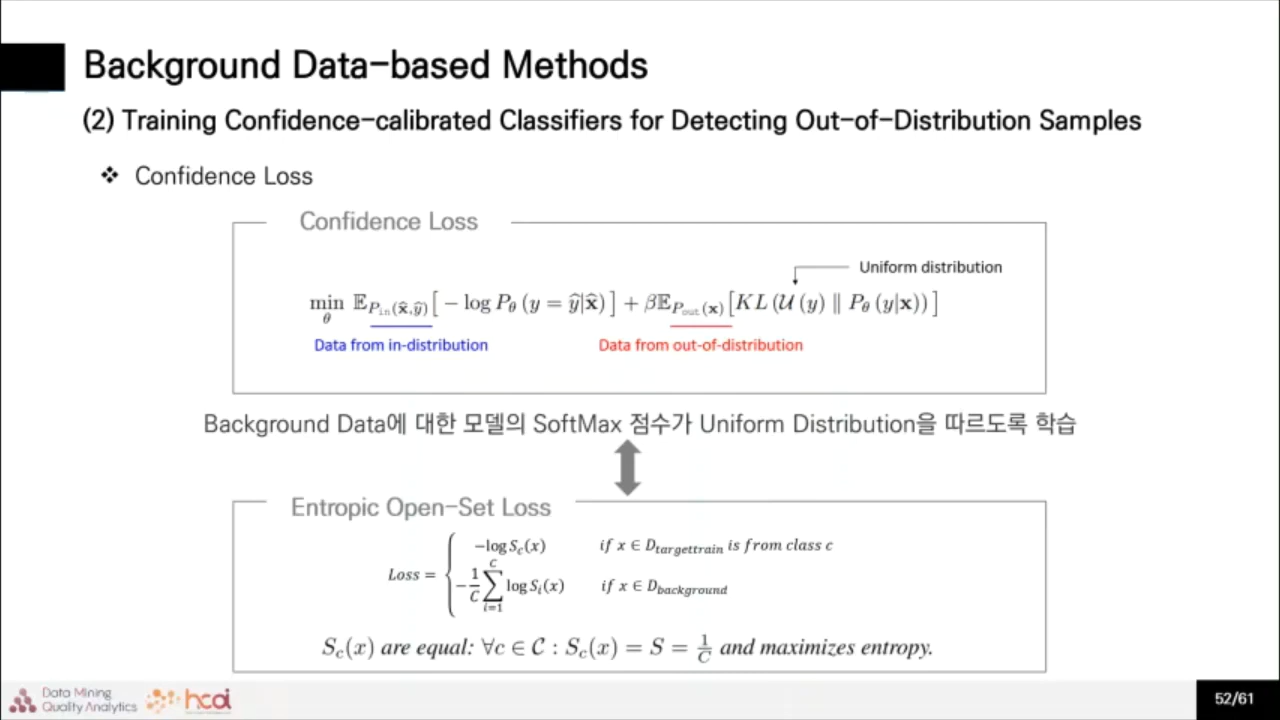 Background Data-based Methods
(2) Training Confidence-calibrated Classifiers for Detecting Out-of-Distribution Samples
❖ Confidence Loss
Confidence Loss
Uniform distribution
min_θ 𝔼_{P_in(x̂,ŷ)}[ − log P_θ (y = ŷ|x̂) ] + β𝔼_{P_out(x)}[KL (𝒰 (y) ∥ P_θ (y|x)) ]
Data from in-distribution Data from out-of-distribution
Background Data에 대한 모델의 SoftMax 점수가 Uniform Distribution을 따르도록 학습
Entropic Open-Set Loss
Loss = { −log S_c(x) if x ∈ D_targettrain is from class c
−1/C ∑_{i=1}^{C} log S_i(x) if x ∈ D_background
S_c(x) are equal: ∀c ∈ 𝒞 : S_c(x) = S = 1/C and maximizes entropy.
Data Mining
Quality Analytics
hcai
52/61